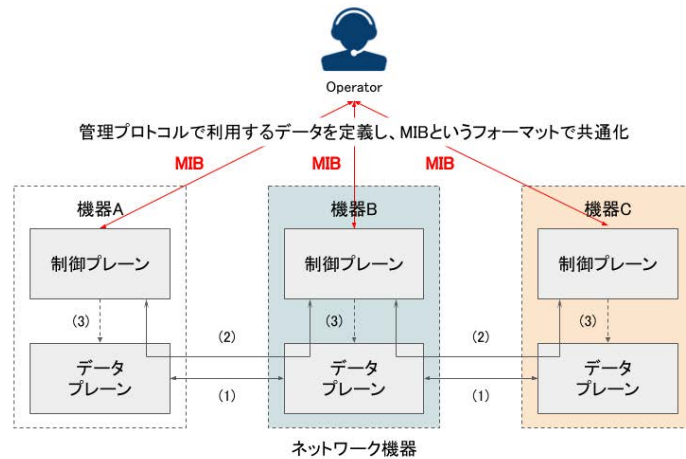 Operator
管理プロトコルで利用するデータを定義し、MIBというフォーマットで共通化
MIB
MIB
MIB
機器A
機器B
機器C
制御プレーン
制御プレーン
制御プレーン
(3)
(3)
(3)
(2)
(2)
データ
プレーン
データ
プレーン
データ
プレーン
(1)
(1)
ネットワーク機器